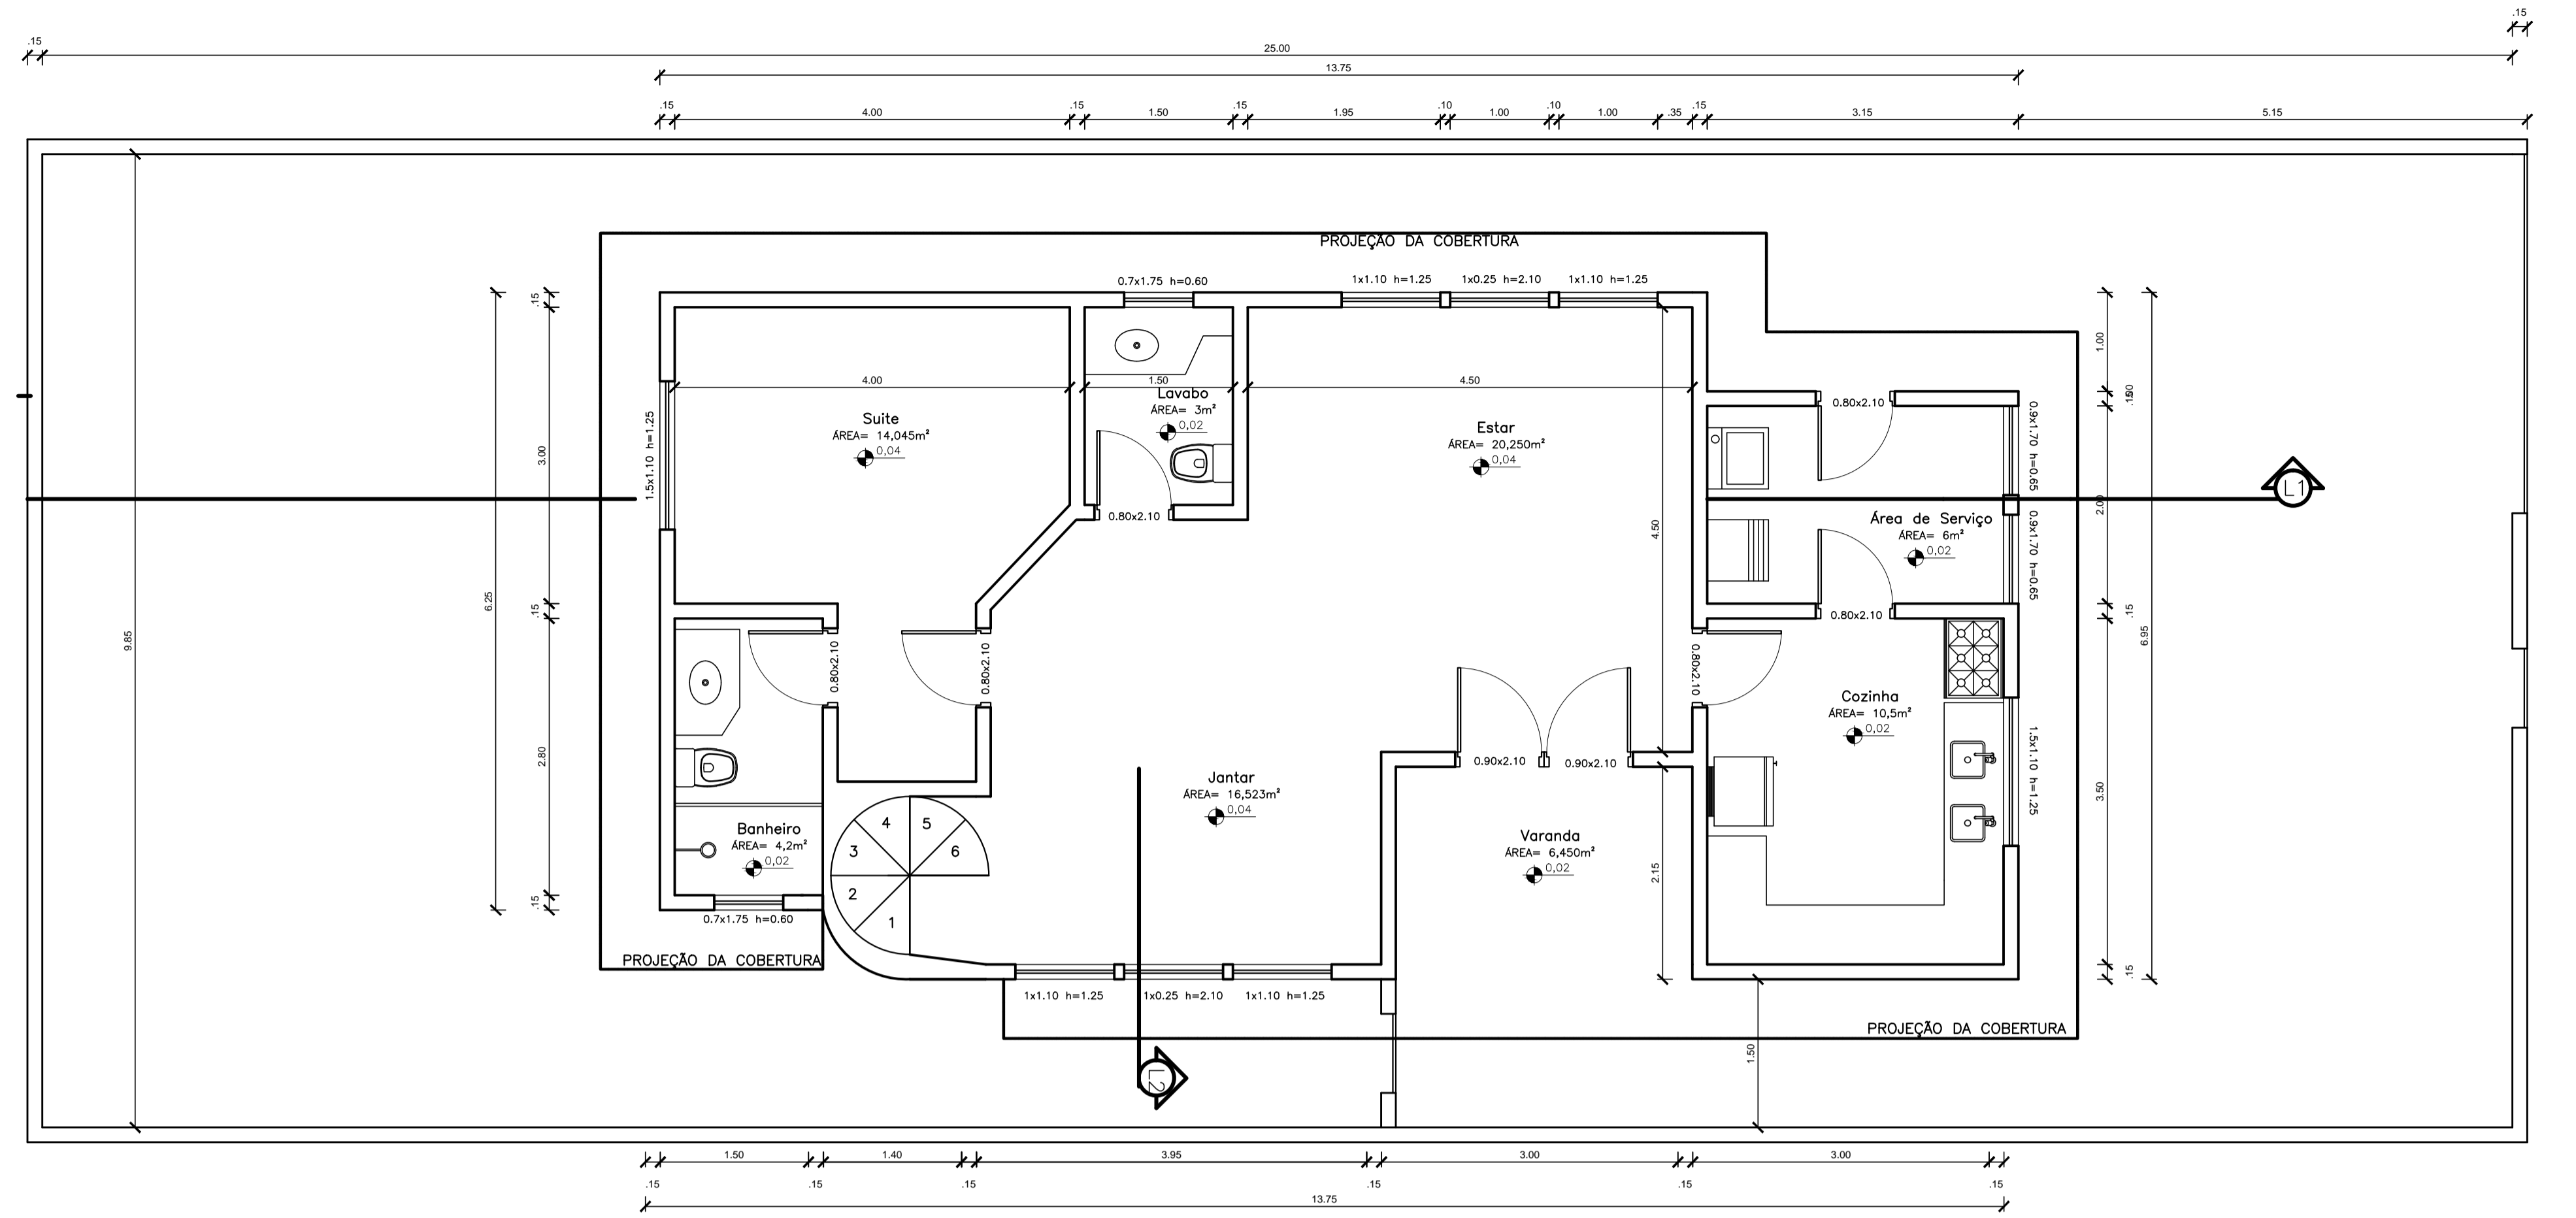 .15
.15
25.00
13.75
.15
4.00
.15
1.50
.15
1.95
.10
1.00
.10
1.00
.35
.15
3.15
5.15
PROJEÇÃO DA COBERTURA
0.7x1.75 h=0.60
1x1.10 h=1.25
1x0.25 h=2.10
1x1.10 h=1.25
.15
1.00
4.00
1.50
4.50
Lavabo
ÁREA= 3m²
0,02
0.80x2.10
.15
Suite
ÁREA= 14,045m²
0,04
Estar
ÁREA= 20,250m²
0,04
1.5x1.10 h=1.25
3.00
0.9x1.70 h=0.65
L1
2.00
0.80x2.10
4.50
Área de Serviço
ÁREA= 6m²
0,02
0.9x1.70 h=0.65
6.25
.15
9.85
0.80x2.10
.15
6.95
0.80x2.10
0.80x2.10
0.80x2.10
Cozinha
ÁREA= 10,5m²
0,02
2.80
0.90x2.10
0.90x2.10
1.5x1.10 h=1.25
3.50
Jantar
ÁREA= 16,523m²
0,04
4
5
3
6
2
1
Banheiro
ÁREA= 4,2m²
0,02
Varanda
ÁREA= 6,450m²
0,02
2.15
.15
0.7x1.75 h=0.60
PROJEÇÃO DA COBERTURA
.15
1x1.10 h=1.25
1x0.25 h=2.10
1x1.10 h=1.25
PROJEÇÃO DA COBERTURA
1.50
L2
1.50
1.40
3.95
3.00
3.00
.15
.15
.15
.15
.15
.15
13.75